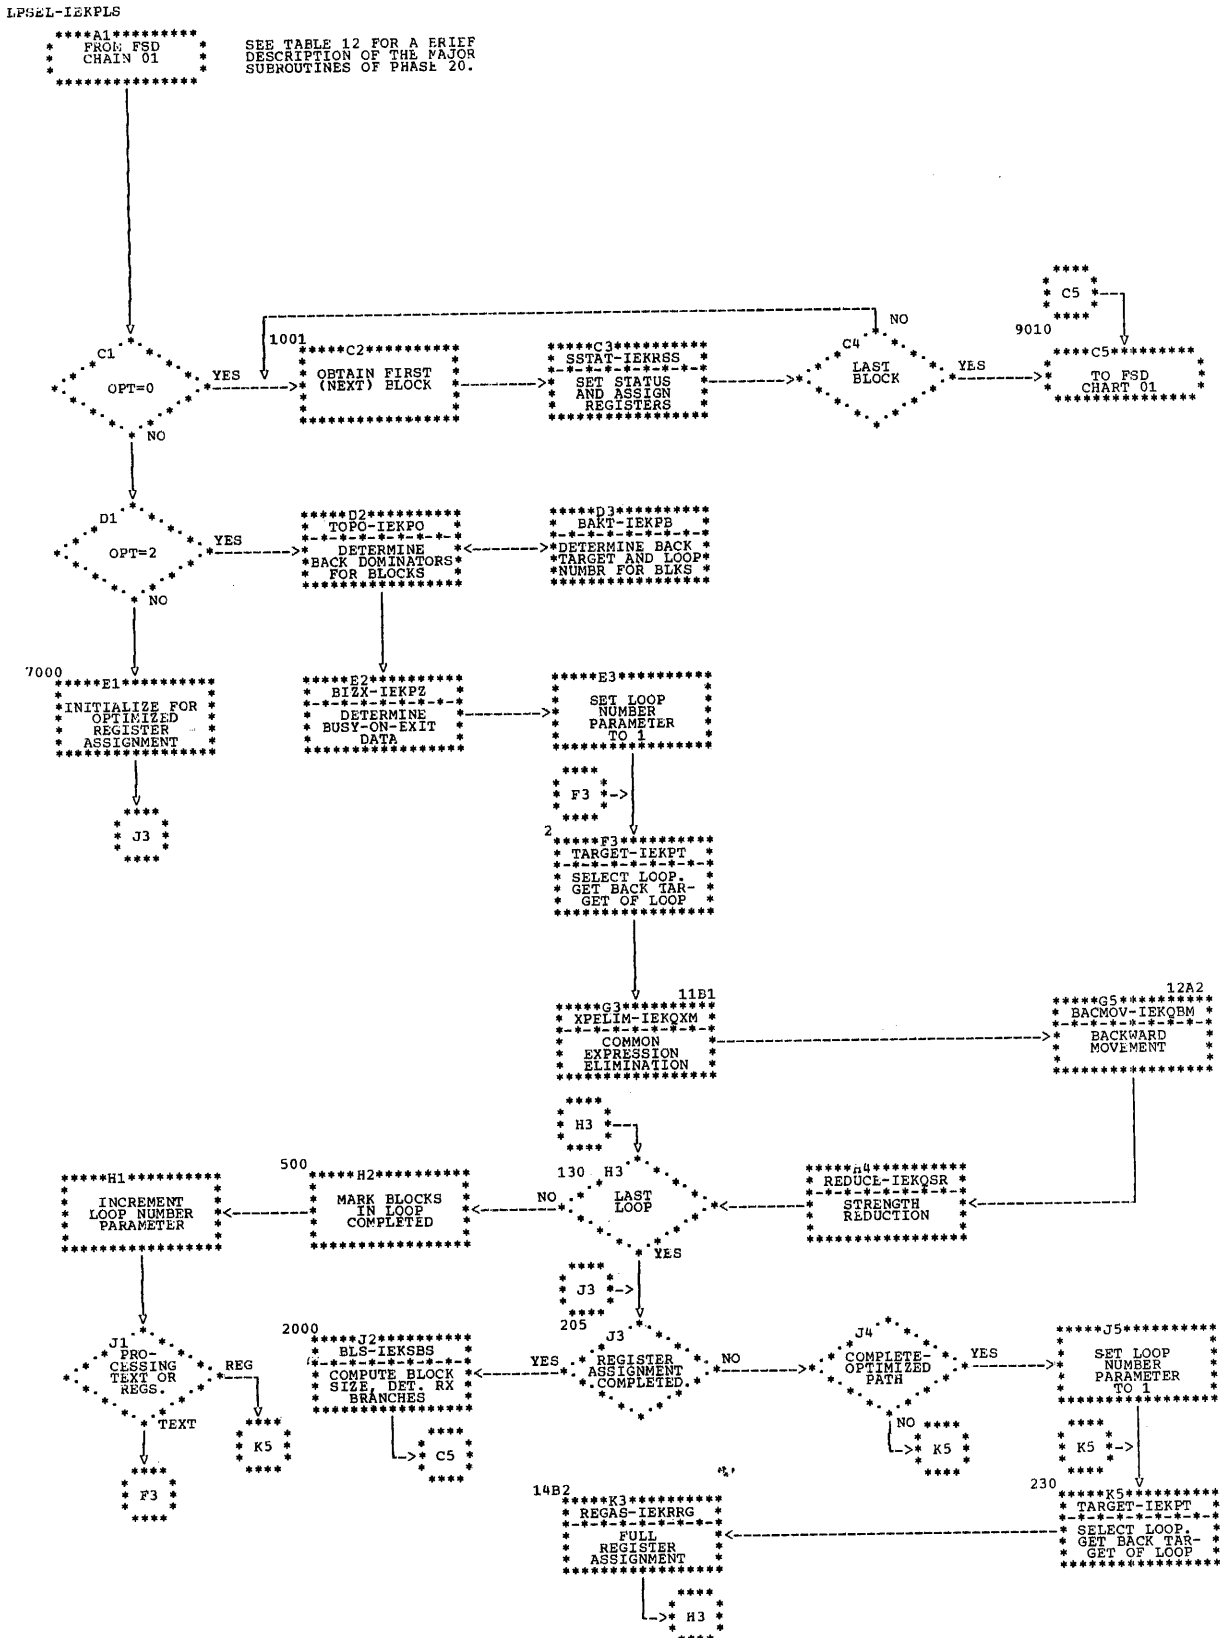 LPSEL-IEKPLS
A1
FROM FSD
CHAIN 01
SEE TABLE 12 FOR A BRIEF
DESCRIPTION OF THE MAJOR
SUBROUTINES OF PHASE 20.
C5
9010
NO
1001
C1
OPT=0
YES
NO
C2
OBTAIN FIRST
(NEXT) BLOCK
C3
SSTAT-IEKRSS
SET STATUS
AND ASSIGN
REGISTERS
C4
LAST
BLOCK
YES
C5
TO FSD
CHART 01
D1
OPT=2
YES
NO
D2
TOPO-IEKPO
DETERMINE
BACK DOMINATORS
FOR BLOCKS
D3
BAKT-IEKPB
DETERMINE BACK
TARGET AND LOOP
NUMBR FOR BLKS
7000
E1
INITIALIZE FOR
OPTIMIZED
REGISTER
ASSIGNMENT
E2
BIZX-IEKPZ
DETERMINE
BUSY-ON-EXIT
DATA
E3
SET LOOP
NUMBER
PARAMETER
TO 1
J3
F3
2
F3
TARGET-IEKPT
SELECT LOOP.
GET BACK TAR-
GET OF LOOP
11B1
G3
XPELIM-IEKQXM
COMMON
EXPRESSION
ELIMINATION
12A2
G5
BACMOV-IEKQBM
BACKWARD
MOVEMENT
H3
H1
INCREMENT
LOOP NUMBER
PARAMETER
500
H2
MARK BLOCKS
IN LOOP
COMPLETED
130
H3
LAST
LOOP
NO
YES
H4
REDUCE-IEKQSR
STRENGTH
REDUCTION
J3
J1
PRO-
CESSING
TEXT OR
REGS.
REG
TEXT
2000
J2
BLS-IEKSBS
COMPUTE BLOCK
SIZE, DET. RX
BRANCHES
205
J3
REGISTER
ASSIGNMENT
COMPLETED
YES
NO
J4
COMPLETE-
OPTIMIZED
PATH
YES
NO
J5
SET LOOP
NUMBER
PARAMETER
TO 1
K5
C5
K5
K5
F3
14B2
K3
REGAS-IEKRRG
FULL
REGISTER
ASSIGNMENT
230
K5
TARGET-IEKPT
SELECT LOOP.
GET BACK TAR-
GET OF LOOP
H3